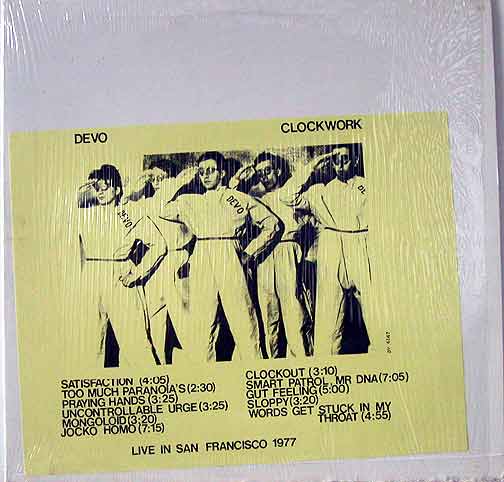 DEVO
CLOCKWORK
DEVO
DEVO
SATISFACTION (4:05)
TOO MUCH PARANOIA'S (2:30)
PRAYING HANDS (3:25)
UNCONTROLLABLE URGE (3:25)
MONGOLOID (3:20)
JOCKO HOMO (7:15)
CLOCKOUT (3:10)
SMART PATROL, MR DNA (7:05)
GUT FEELING (5:00)
SLOPPY (3:20)
WORDS GET STUCK IN MY
THROAT (4:55)
LIVE IN SAN FRANCISCO 1977